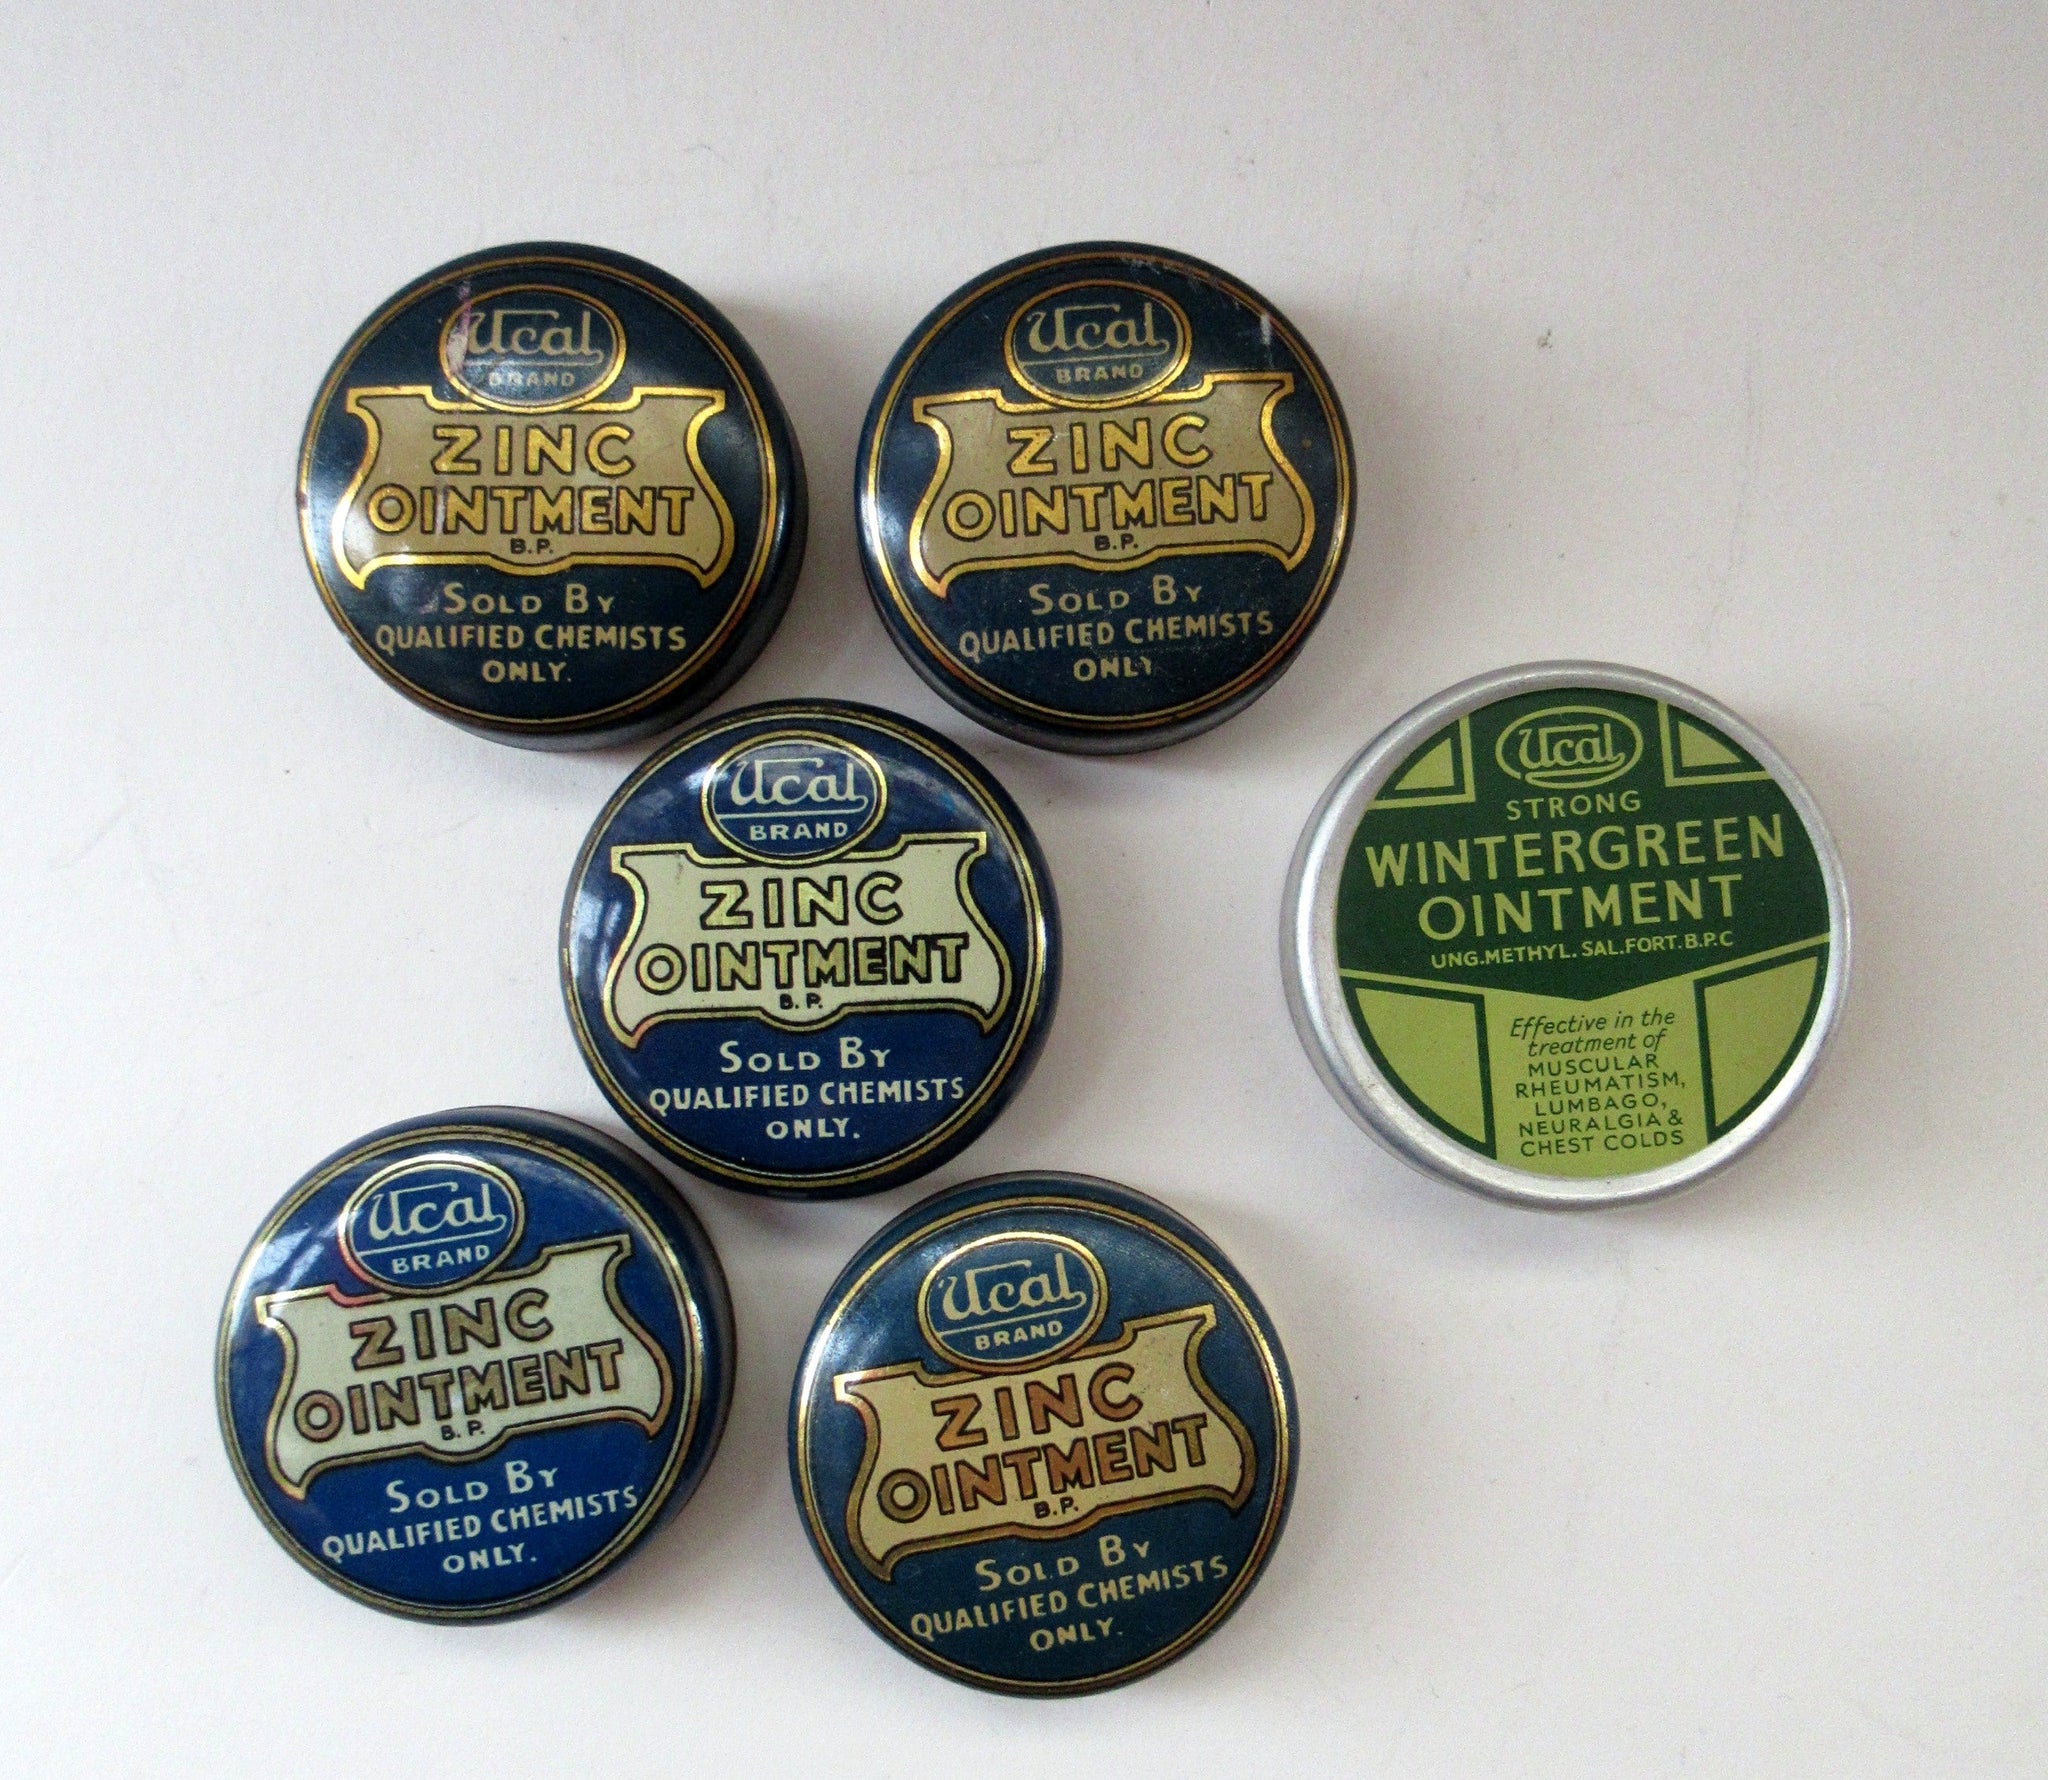 Ucal
BRAND
ZINC
OINTMENT
B.P.
SOLD BY
QUALIFIED CHEMISTS
ONLY.
Ucal
BRAND
ZINC
OINTMENT
B.P.
SOLD BY
QUALIFIED CHEMISTS
ONLY
Ucal
BRAND
ZINC
OINTMENT
B.P.
SOLD BY
QUALIFIED CHEMISTS
ONLY.
Ucal
STRONG
WINTERGREEN
OINTMENT
UNG.METHYL.SAL.FORT.B.P.C
Effective in the
treatment of
MUSCULAR
RHEUMATISM,
LUMBAGO,
NEURALGIA &
CHEST COLDS
Ucal
BRAND
ZINC
OINTMENT
B.P.
SOLD BY
QUALIFIED CHEMISTS
ONLY.
Ucal
BRAND
ZINC
OINTMENT
B.P.
SOLD BY
QUALIFIED CHEMISTS
ONLY.